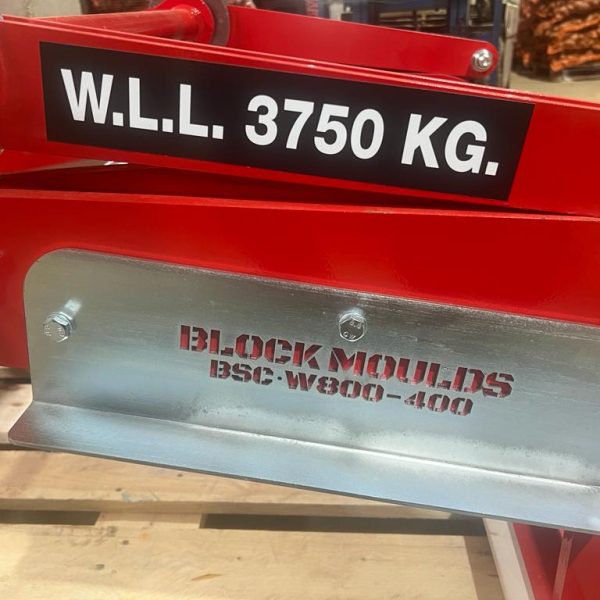 W.L.L. 3750 KG.
BLOCK MOULDS
BSC·W800-400